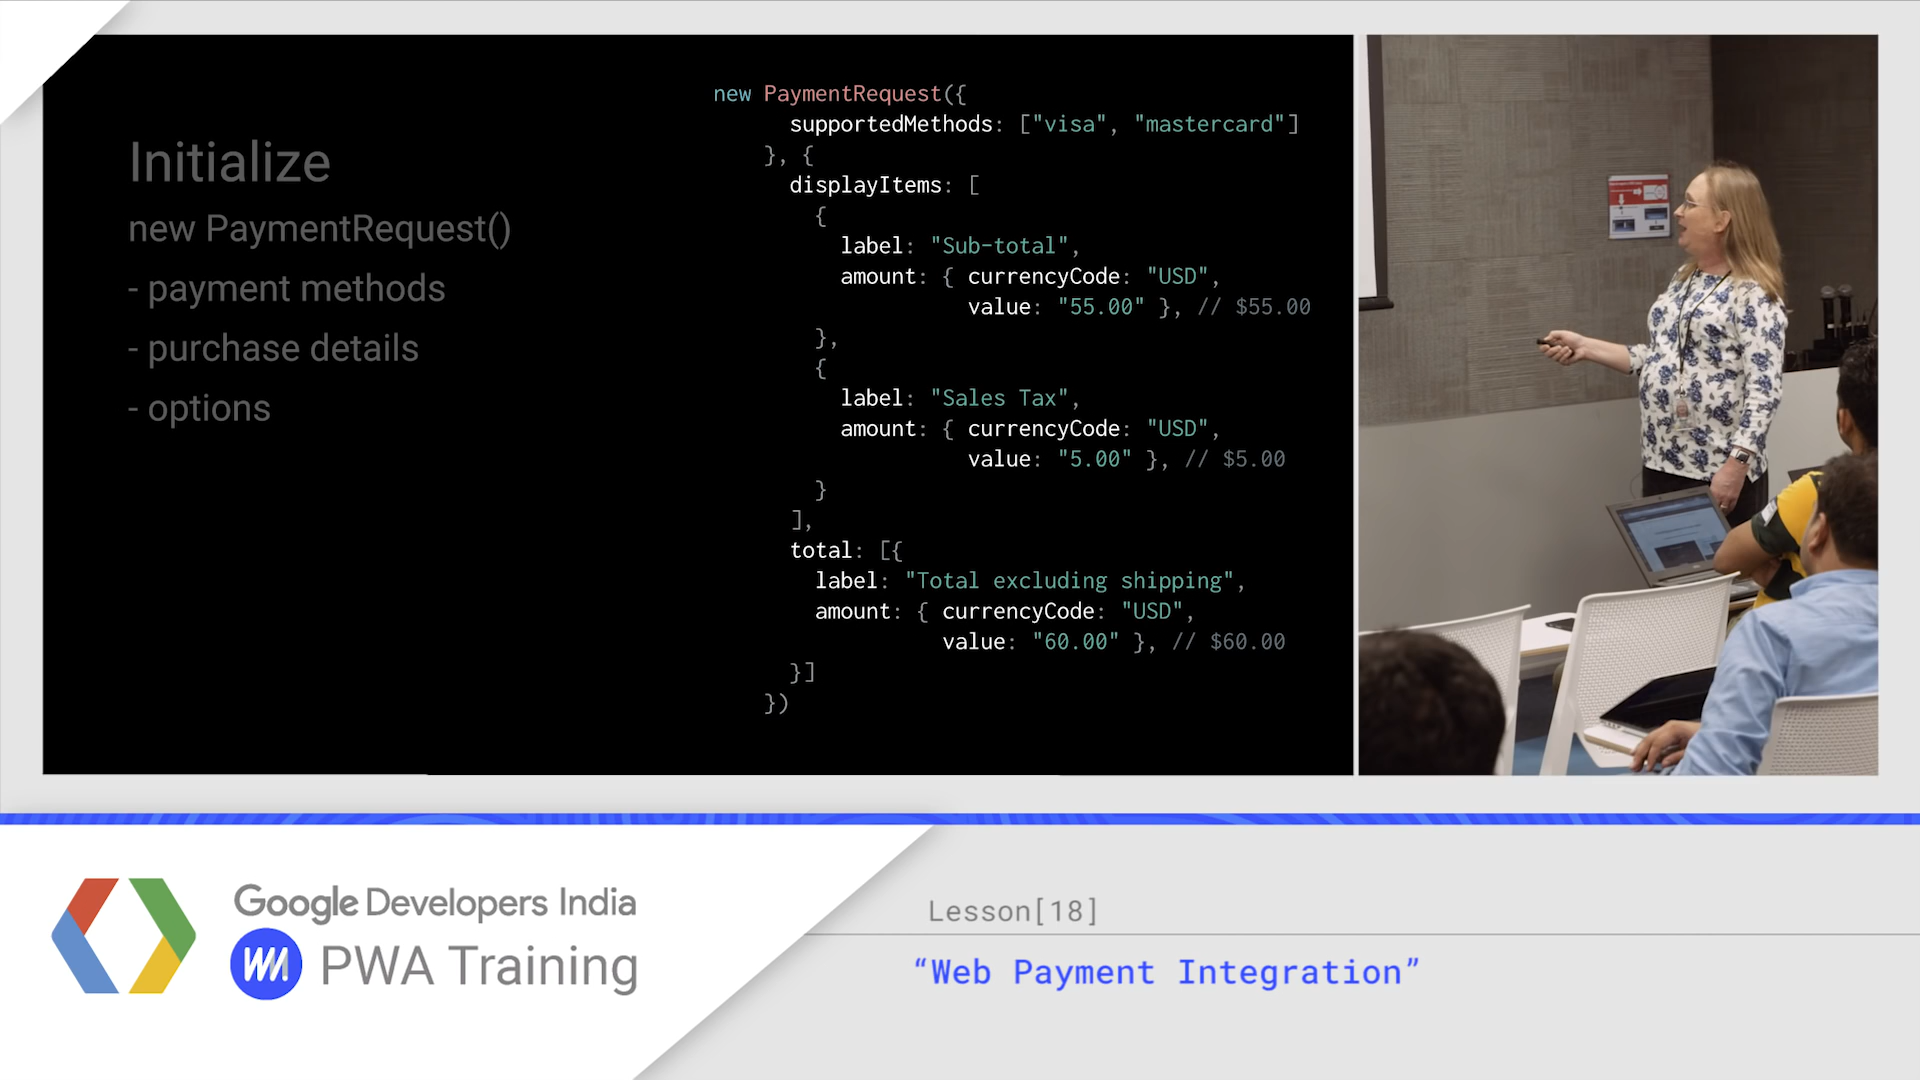 Initialize
new PaymentRequest()
- payment methods
- purchase details
- options
new PaymentRequest({
supportedMethods: ["visa", "mastercard"]
}, {
displayItems: [
{
label: "Sub-total",
amount: { currencyCode: "USD",
value: "55.00" }, // $55.00
},
{
label: "Sales Tax",
amount: { currencyCode: "USD",
value: "5.00" }, // $5.00
}
],
total: [{
label: "Total excluding shipping",
amount: { currencyCode: "USD",
value: "60.00" }, // $60.00
}]
})
Google Developers India
PWA Training
Lesson[18]
“Web Payment Integration”